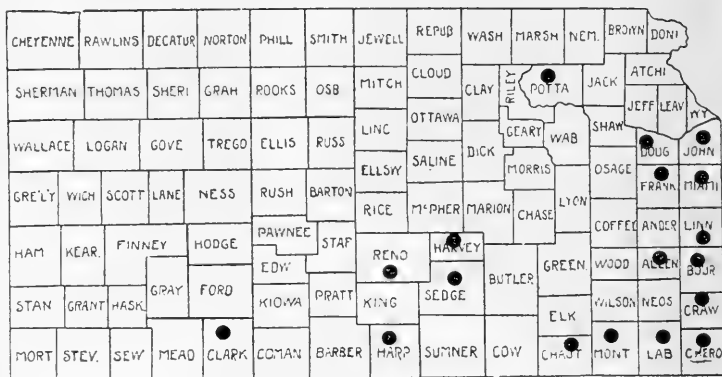 CHEYENNE RAWLINS DECATUR NORTON PHILL SMITH JEWELL REPUB WASH MARSH NEM. BROWN DONI
SHERMAN THOMAS SHERI GRAH ROOKS OSB MITCH CLOUD CLAY RILEY POTTA JACK ATCHI
JEFF LEAV WY
WALLACE LOGAN GOVE TREGO ELLIS RUSS LINC OTTAWA DICK GEARY WAB SHAW DOUG JOHN
ELLSW SALINE MORRIS OSAGE FRANK MIAMI
GRE'LY WICH SCOTT LANE NESS RUSH BARTON RICE McPHER MARION CHASE LYON COFFEE ANDER LINN
PAWNEE STAF
HAM KEAR. FINNEY HODGE EDW RENO HARVEY BUTLER GREEN. WOOD ALLEN BOUR
STAN GRANT HASK. GRAY FORD KIOWA PRATT KING SEDGE ELK WILSON NEOS CRAW
MORT STEV. SEW MEAD CLARK COMAN BARBER HARP SUMNER COW CHAUT MONT LAB CHERO